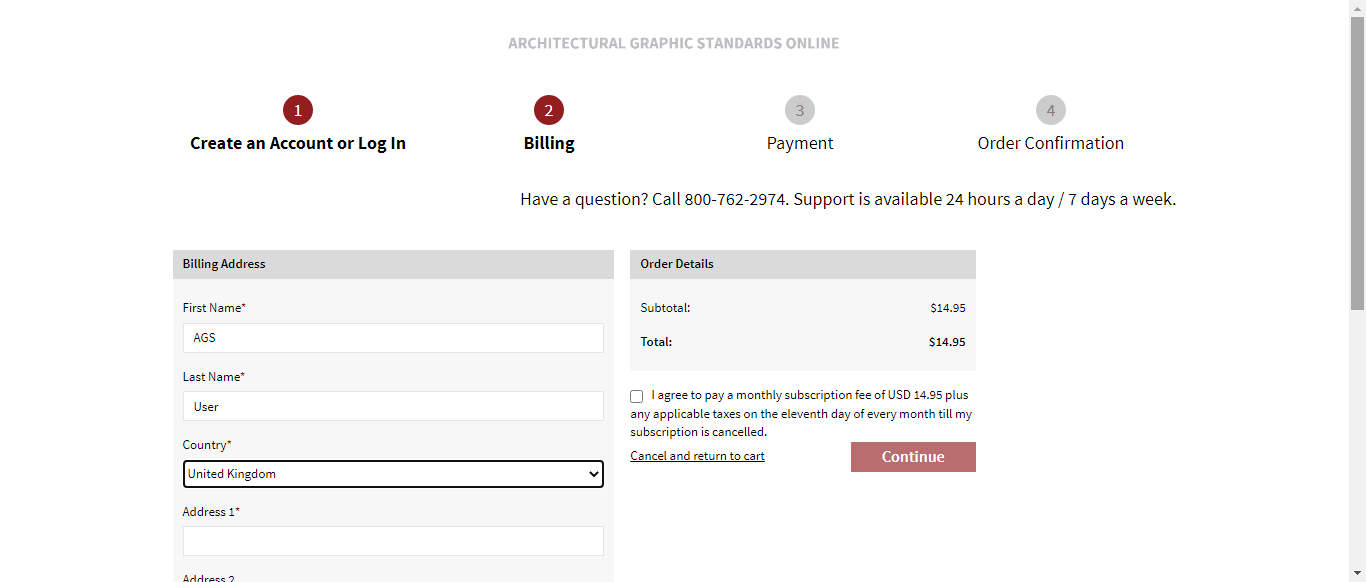 ARCHITECTURAL GRAPHIC STANDARDS ONLINE
1
Create an Account or Log In
2
Billing
3
Payment
4
Order Confirmation
Have a question? Call 800-762-2974. Support is available 24 hours a day / 7 days a week.
Billing Address
First Name*
AGS
Last Name*
User
Country*
United Kingdom
Address 1*
Address 2
Order Details
Subtotal: $14.95
Total: $14.95
I agree to pay a monthly subscription fee of USD 14.95 plus
any applicable taxes on the eleventh day of every month till my
subscription is cancelled.
Cancel and return to cart
Continue